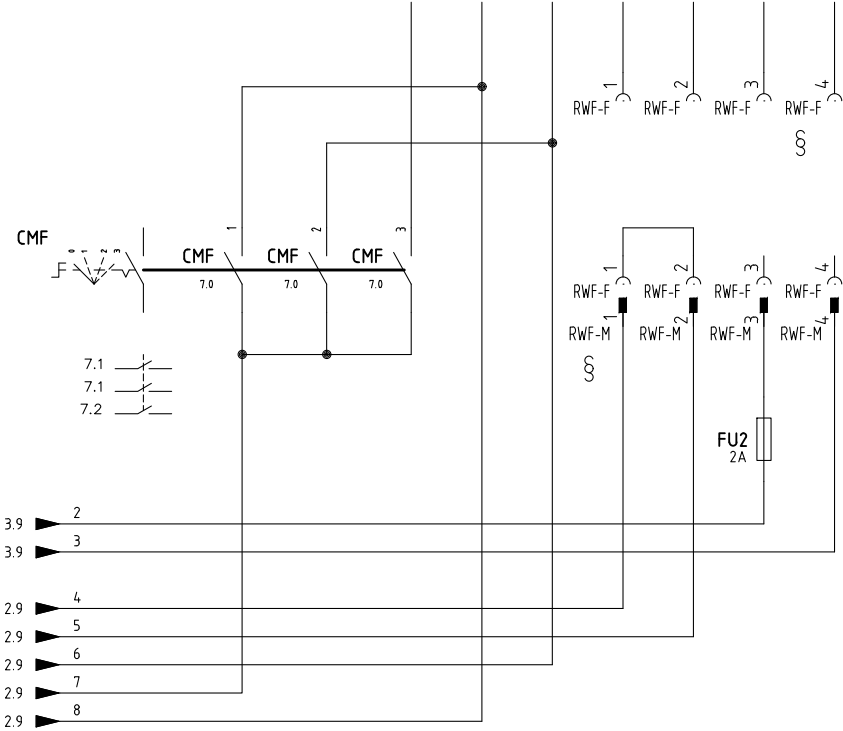 1 2 3 4
RWF-F RWF-F RWF-F RWF-F
§
1 2 3
CMF
0 1 2 3
CMF CMF CMF
7.0 7.0 7.0
1 2 3 4
RWF-F RWF-F RWF-F RWF-F
1 2 3 4
RWF-M RWF-M RWF-M RWF-M
§
7.1
7.1
7.2
FU2
2A
3.9 2
3.9 3
2.9 4
2.9 5
2.9 6
2.9 7
2.9 8